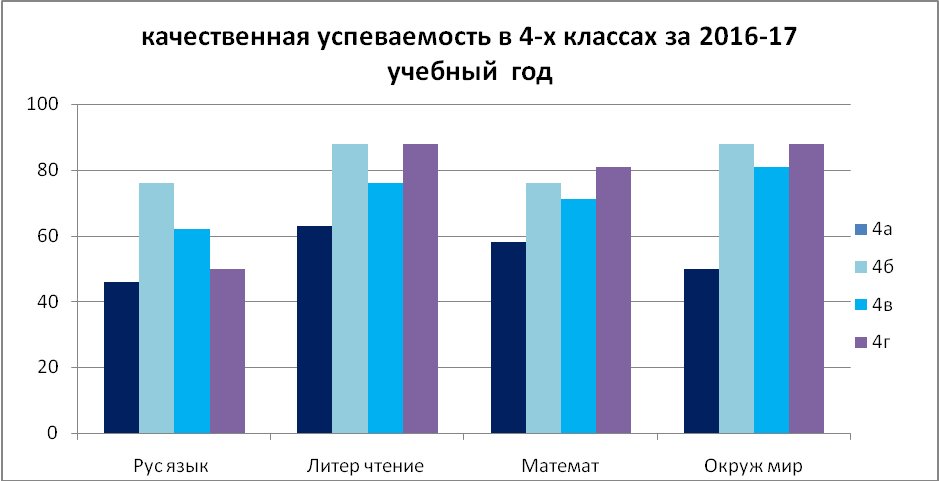 качественная успеваемость в 4-х классах за 2016-17
учебный  год
100
80
60
40
20
0
Рус язык
Литер чтение
Математ
Окруж мир
4а
4б
4в
4г